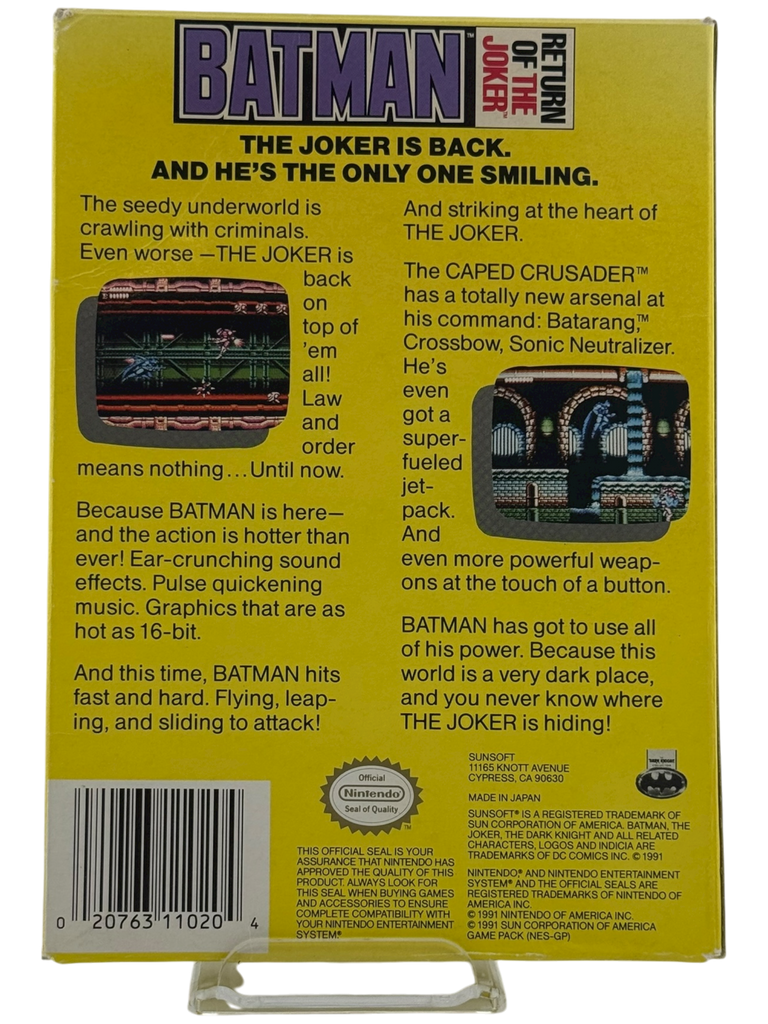 BATMAN™
RETURN
OF THE
JOKER™
THE JOKER IS BACK.
AND HE'S THE ONLY ONE SMILING.
The seedy underworld is
crawling with criminals.
Even worse —THE JOKER is
back
on
top of
'em
all!
Law
and
order
means nothing...Until now.
Because BATMAN is here—
and the action is hotter than
ever! Ear-crunching sound
effects. Pulse quickening
music. Graphics that are as
hot as 16-bit.
And this time, BATMAN hits
fast and hard. Flying, leap-
ing, and sliding to attack!
And striking at the heart of
THE JOKER.
The CAPED CRUSADER™
has a totally new arsenal at
his command: Batarang,™
Crossbow, Sonic Neutralizer.
He's
even
got a
super-
fueled
jet-
pack.
And
even more powerful weap-
ons at the touch of a button.
BATMAN has got to use all
of his power. Because this
world is a very dark place,
and you never know where
THE JOKER is hiding!
0 20763 11020 4
Official
Nintendo®
Seal of Quality
™
THIS OFFICIAL SEAL IS YOUR
ASSURANCE THAT NINTENDO HAS
APPROVED THE QUALITY OF THIS
PRODUCT. ALWAYS LOOK FOR
THIS SEAL WHEN BUYING GAMES
AND ACCESSORIES TO ENSURE
COMPLETE COMPATIBILITY WITH
YOUR NINTENDO ENTERTAINMENT
SYSTEM®
SUNSOFT
11165 KNOTT AVENUE
CYPRESS, CA 90630
MADE IN JAPAN
SUNSOFT® IS A REGISTERED TRADEMARK OF
SUN CORPORATION OF AMERICA. BATMAN, THE
JOKER, THE DARK KNIGHT AND ALL RELATED
CHARACTERS, LOGOS AND INDICIA ARE
TRADEMARKS OF DC COMICS INC. © 1991
NINTENDO,® AND NINTENDO ENTERTAINMENT
SYSTEM® AND THE OFFICIAL SEALS ARE
REGISTERED TRADEMARKS OF NINTENDO OF
AMERICA INC.
© 1991 NINTENDO OF AMERICA INC.
© 1991 SUN CORPORATION OF AMERICA
GAME PACK (NES-GP)